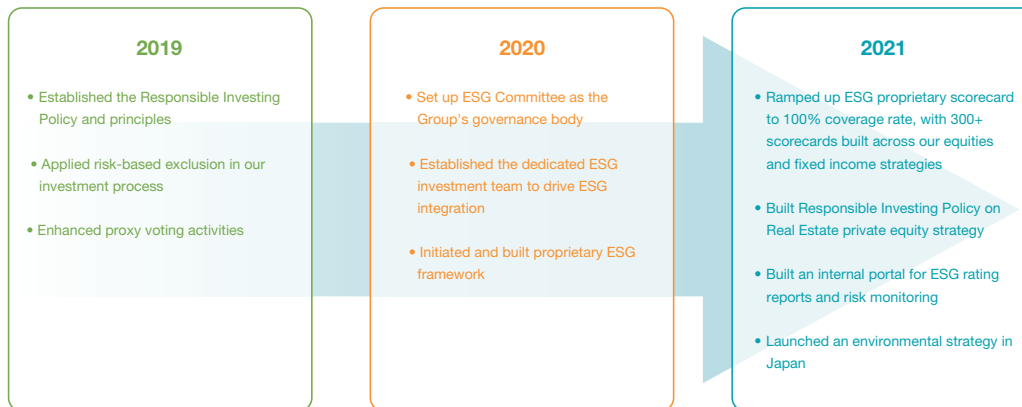 2019
• Established the Responsible Investing
Policy and principles
• Applied risk-based exclusion in our
investment process
• Enhanced proxy voting activities
2020
• Set up ESG Committee as the
Group's governance body
• Established the dedicated ESG
investment team to drive ESG
integration
• Initiated and built proprietary ESG
framework
2021
• Ramped up ESG proprietary scorecard
to 100% coverage rate, with 300+
scorecards built across our equities
and fixed income strategies
• Built Responsible Investing Policy on
Real Estate private equity strategy
• Built an internal portal for ESG rating
reports and risk monitoring
• Launched an environmental strategy in
Japan